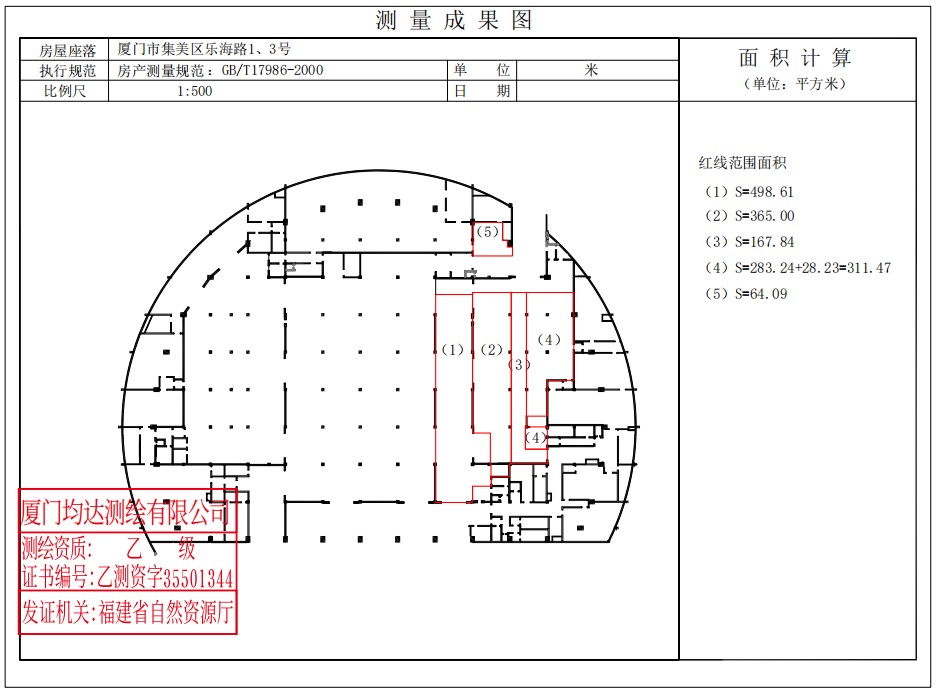 测量成果图
房屋座落 厦门市集美区乐海路1、3号
执行规范 房产测量规范：GB/T17986-2000 单 位 米
比例尺 1:500 日 期
面积计算
（单位：平方米）
红线范围面积
（1）S=498.61
（2）S=365.00
（3）S=167.84
（4）S=283.24+28.23=311.47
（5）S=64.09
（5）
（4）
（1）
（2）
（3）
（4）
厦门均达测绘有限公司
测绘资质: 乙 级
证书编号:乙测资字35501344
发证机关:福建省自然资源厅